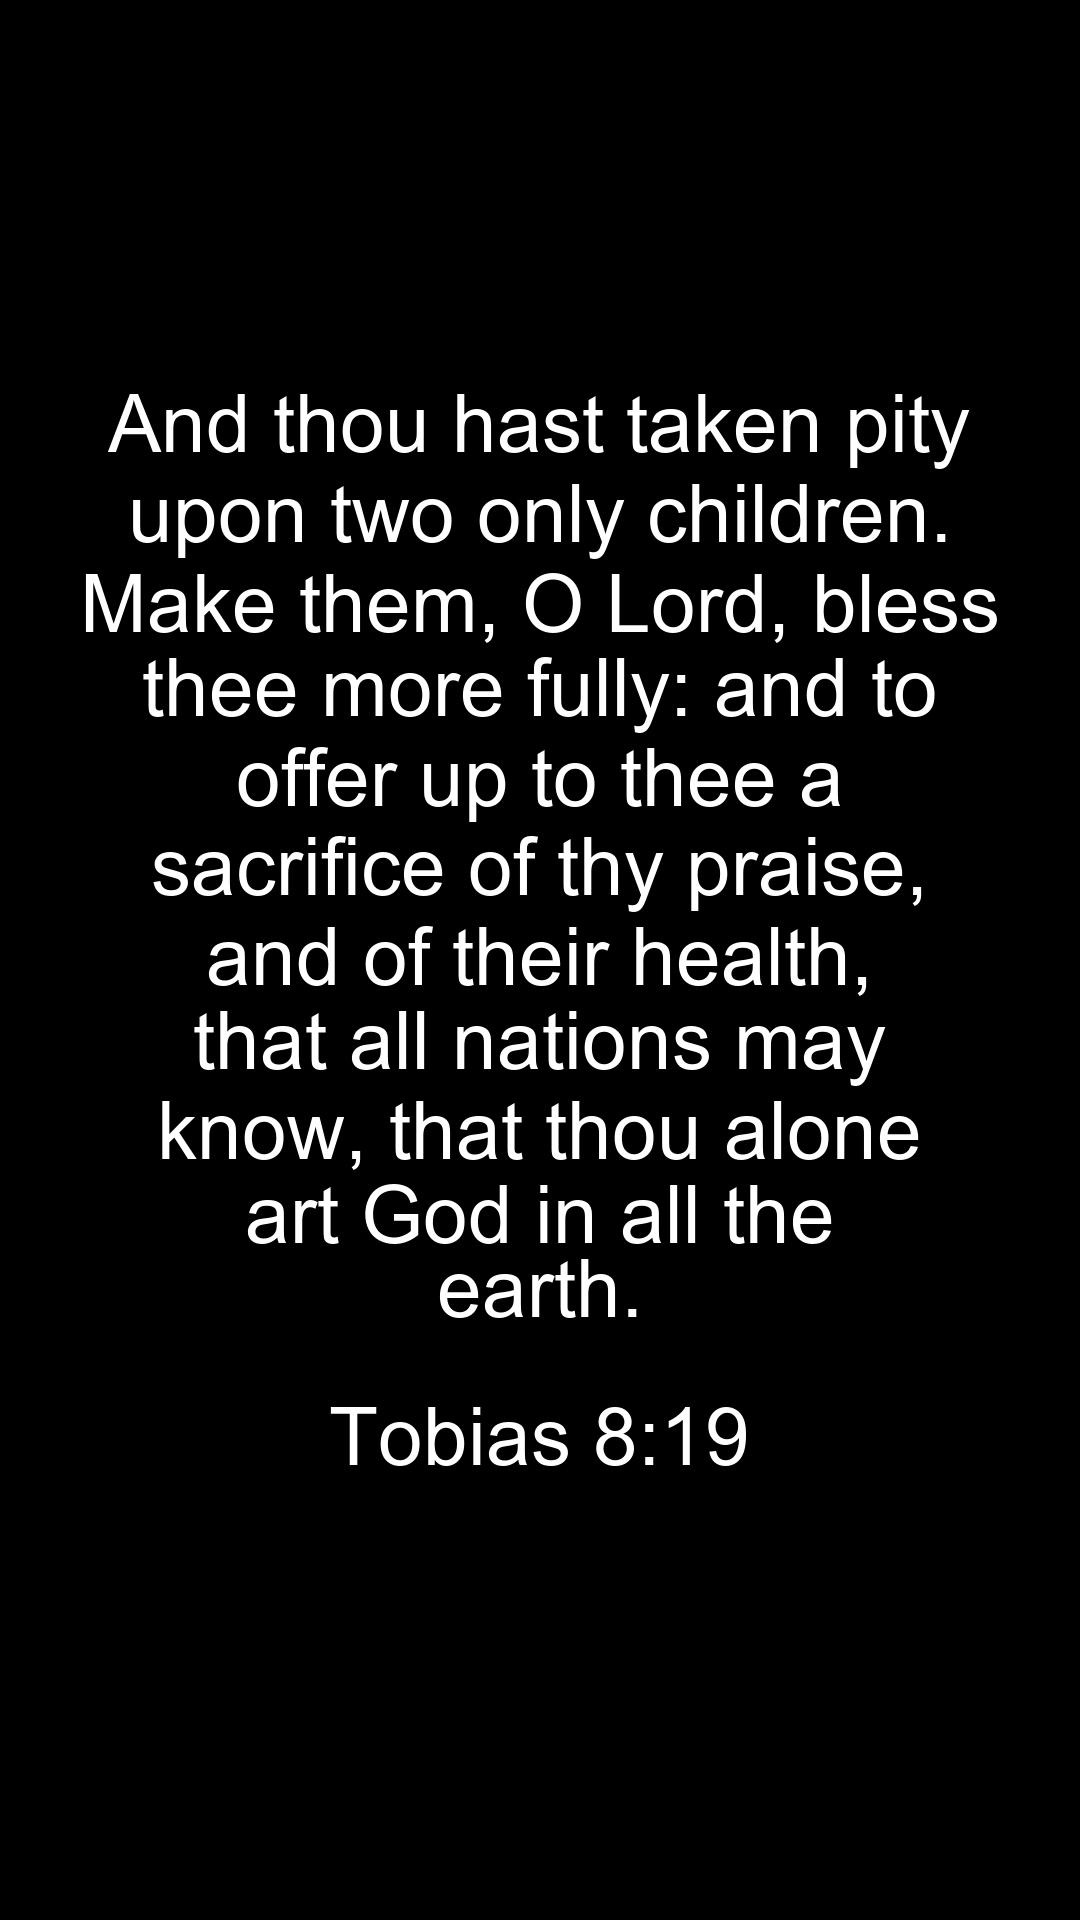 And thou hast taken pity
upon two only children.
Make them, O Lord, bless
thee more fully: and to
offer up to thee a
sacrifice of thy praise,
and of their health,
that all nations may
know, that thou alone
art God in all the
earth.
Tobias 8:19